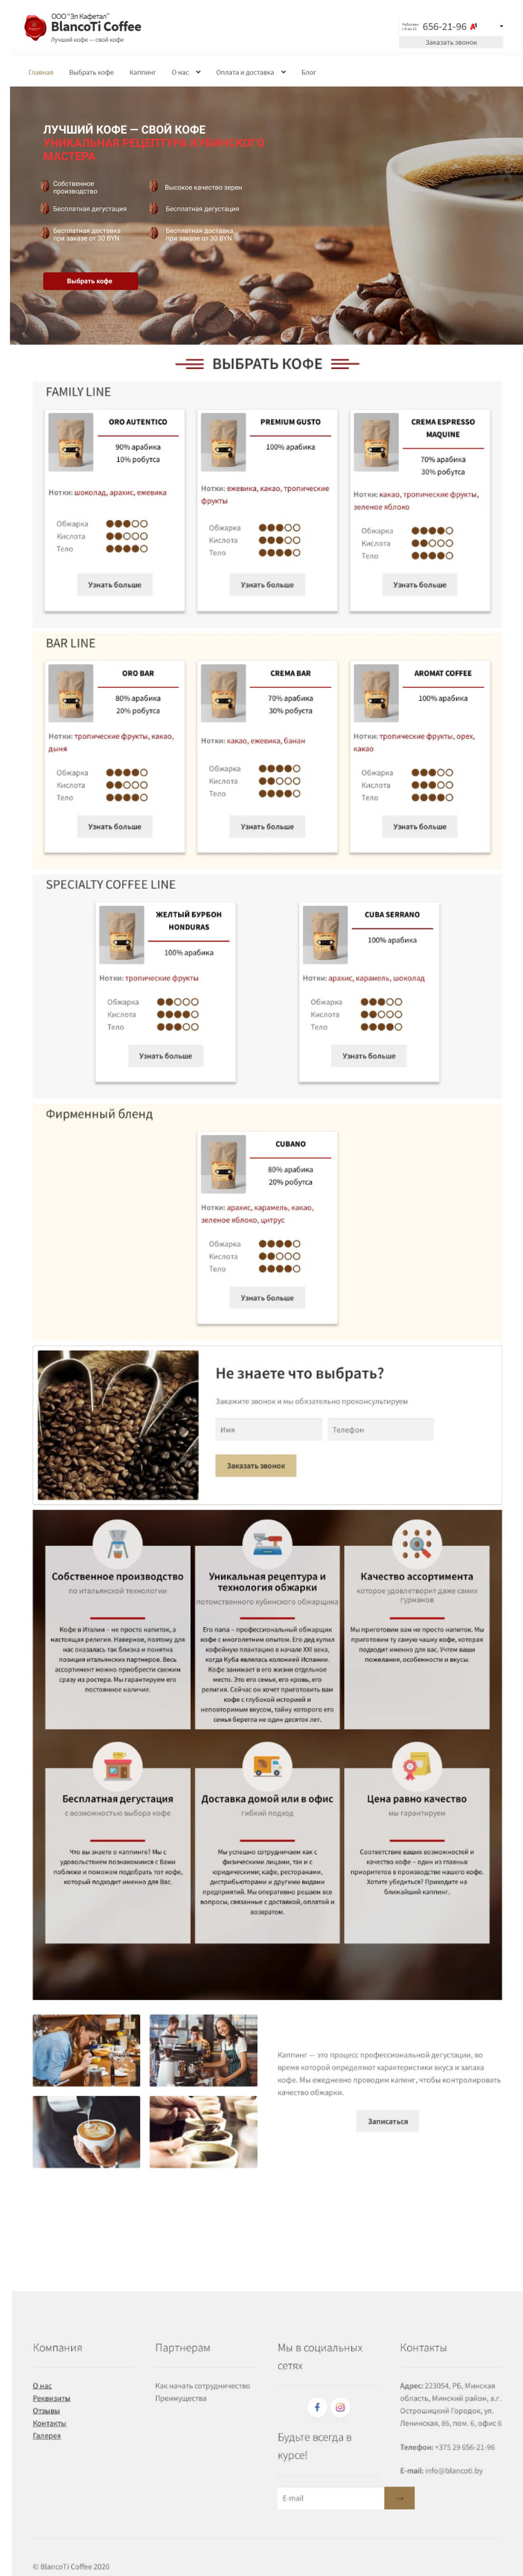 ООО "Эл Кафетал"
BlancoTi Coffee
Лучший кофе — свой кофе
656-21-96
Заказать звонок
Главная Выбрать кофе Каппинг О нас Оплата и доставка Блог
ЛУЧШИЙ КОФЕ — СВОЙ КОФЕ
УНИКАЛЬНАЯ РЕЦЕПТУРА КУБИНСКОГО
МАСТЕРА
Собственное
производство
Высокое качество зерен
Бесплатная дегустация
Бесплатная дегустация
Бесплатная доставка
при заказе от 30 BYN
Бесплатная доставка
при заказе от 30 BYN
Выбрать кофе
ВЫБРАТЬ КОФЕ
FAMILY LINE
ORO AUTENTICO
90% арабика
10% робутса
Нотки: шоколад, арахис, ежевика
Обжарка
Кислота
Тело
Узнать больше
PREMIUM GUSTO
100% арабика
Нотки: ежевика, какао, тропические
фрукты
Обжарка
Кислота
Тело
Узнать больше
CREMA ESPRESSO
MAQUINE
70% арабика
30% робутса
Нотки: какао, тропические фрукты,
зеленое яблоко
Обжарка
Кислота
Тело
Узнать больше
BAR LINE
ORO BAR
80% арабика
20% робутса
Нотки: тропические фрукты, какао,
дыня
Обжарка
Кислота
Тело
Узнать больше
CREMA BAR
70% арабика
30% робуста
Нотки: какао, ежевика, банан
Обжарка
Кислота
Тело
Узнать больше
AROMAT COFFEE
100% арабика
Нотки: тропические фрукты, орех,
какао
Обжарка
Кислота
Тело
Узнать больше
SPECIALTY COFFEE LINE
ЖЕЛТЫЙ БУРБОН
HONDURAS
100% арабика
Нотки: тропические фрукты
Обжарка
Кислота
Тело
Узнать больше
CUBA SERRANO
100% арабика
Нотки: арахис, карамель, шоколад
Обжарка
Кислота
Тело
Узнать больше
Фирменный бленд
CUBANO
80% арабика
20% робутса
Нотки: арахис, карамель, какао,
зеленое яблоко, цитрус
Обжарка
Кислота
Тело
Узнать больше
Не знаете что выбрать?
Закажите звонок и мы обязательно проконсультируем
Имя Телефон
Заказать звонок
Собственное производство
по итальянской технологии
Кофе в Италии – не просто напиток, а
настоящая религия. Наверное, поэтому для
нас оказалась так близка и понятна
позиция итальянских партнеров. Весь
ассортимент можно приобрести свежим
сразу из ростера. Мы гарантируем его
постоянное наличие.
Уникальная рецептура и
технология обжарки
потомственного кубинского обжарщика
Его папа – профессиональный обжарщик
кофе с многолетним опытом. Его дед купил
кофейную плантацию в начале XXI века,
когда Куба являлась колонией Испании.
Кофе занимает в его жизни отдельное
место. Это его семья, его кровь, его
религия. Сейчас он хочет приготовить вам
кофе с глубокой историей и
неповторимым вкусом, тайну которого его
семья берегла не один десяток лет.
Качество ассортимента
которое удовлетворит даже самих
гурманов
Мы приготовим вам не просто напиток. Мы
приготовим ту самую чашку кофе, которая
подходит именно для вас. Учтем ваши
пожелания, особенности и вкусы.
Бесплатная дегустация
с возможностью выбора кофе
Что вы знаете о каппинге? Мы с
удовольствием познакомимся с Вами
поближе и поможем подобрать тот кофе,
который подходит именно для Вас.
Доставка домой или в офис
гибкий подход
Мы успешно сотрудничаем как с
физическими лицами, так и с
юридическими: кафе, ресторанами,
дистрибьюторами и другими видами
предприятий. Мы оперативно решаем все
вопросы, связанные с доставкой, оплатой и
возвратом.
Цена равно качество
мы гарантируем
Соответствие ваших возможностей и
качество кофе – один из главных
приоритетов в производстве нашего кофе.
Хотите убедиться? Приходите на
ближайший каппинг.
Каппинг — это процесс профессиональной дегустации, во
время которой определяют характеристики вкуса и запаха
кофе. Мы ежедневно проводим капинг, чтобы контролировать
качество обжарки.
Записаться
Компания
О нас
Реквизиты
Отзывы
Контакты
Галерея
Партнерам
Как начать сотрудничество
Преимущества
Мы в социальных
сетях
Будьте всегда в
курсе!
E-mail →
Контакты
Адрес: 223054, РБ, Минская
область, Минский район, а.г.
Острошицкий Городок, ул.
Ленинская, 86, пом. 6, офис 6
Телефон: +375 29 656-21-96
E-mail: info@blancoti.by
© BlancoTi Coffee 2020